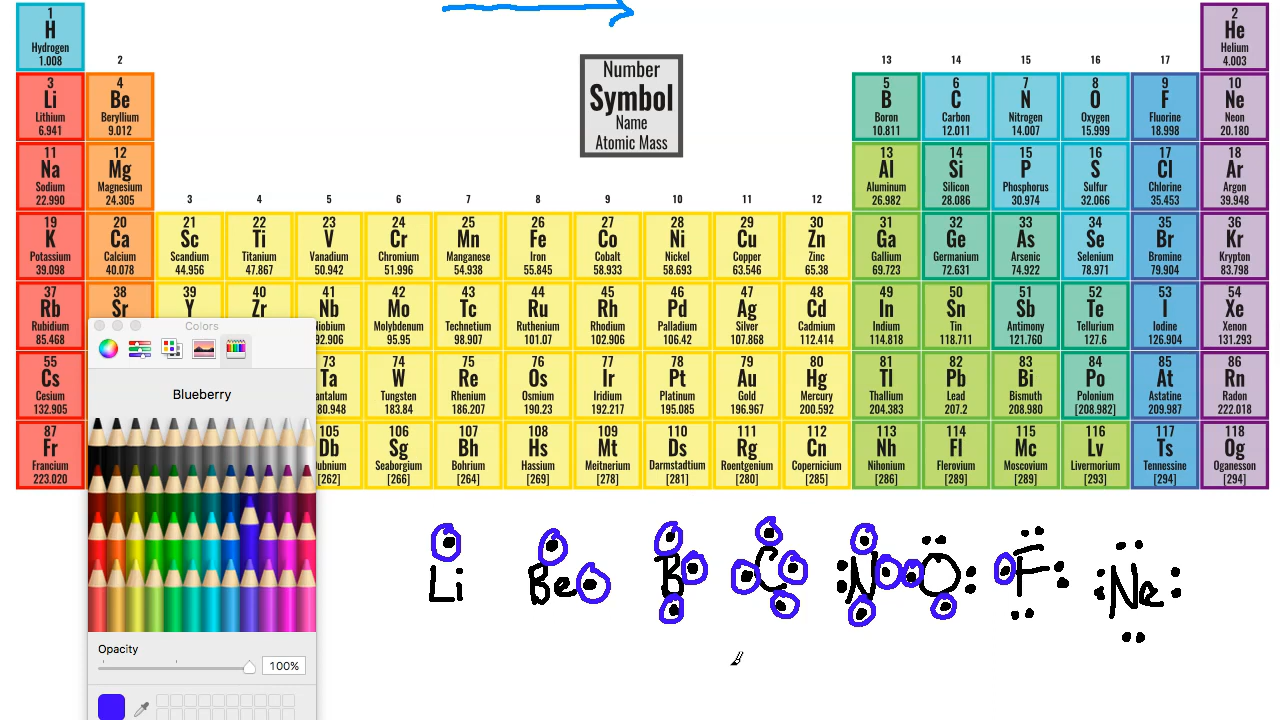 1 2
H He
Hydrogen Helium
1.008 2 13 14 15 16 17 4.003
3 4 Number 5 6 7 8 9 10
Li Be Symbol B C N O F Ne
Lithium Beryllium Name Boron Carbon Nitrogen Oxygen Fluorine Neon
6.941 9.012 Atomic Mass 10.811 12.011 14.007 15.999 18.998 20.180
11 12 13 14 15 16 17 18
Na Mg Al Si P S Cl Ar
Sodium Magnesium Aluminum Silicon Phosphorus Sulfur Chlorine Argon
22.990 24.305 3 4 5 6 7 8 9 10 11 12 26.982 28.086 30.974 32.066 35.453 39.948
19 20 21 22 23 24 25 26 27 28 29 30 31 32 33 34 35 36
K Ca Sc Ti V Cr Mn Fe Co Ni Cu Zn Ga Ge As Se Br Kr
Potassium Calcium Scandium Titanium Vanadium Chromium Manganese Iron Cobalt Nickel Copper Zinc Gallium Germanium Arsenic Selenium Bromine Krypton
39.098 40.078 44.956 47.867 50.942 51.996 54.938 55.845 58.933 58.693 63.546 65.38 69.723 72.631 74.922 78.971 79.904 83.798
37 38 39 40 41 42 43 44 45 46 47 48 49 50 51 52 53 54
Rb Sr Y Zr Nb Mo Tc Ru Rh Pd Ag Cd In Sn Sb Te I Xe
Rubidium Colors Niobium Molybdenum Technetium Ruthenium Rhodium Palladium Silver Cadmium Indium Tin Antimony Tellurium Iodine Xenon
85.468 92.906 95.95 98.907 101.07 102.906 106.42 107.868 112.414 114.818 118.711 121.760 127.6 126.904 131.293
55 73 74 75 76 77 78 79 80 81 82 83 84 85 86
Cs Ta W Re Os Ir Pt Au Hg Tl Pb Bi Po At Rn
Cesium Blueberry antalum Tungsten Rhenium Osmium Iridium Platinum Gold Mercury Thallium Lead Bismuth Polonium Astatine Radon
132.905 80.948 183.84 186.207 190.23 192.217 195.085 196.967 200.592 204.383 207.2 208.980 [208.982] 209.987 222.018
87 105 106 107 108 109 110 111 112 113 114 115 116 117 118
Fr Db Sg Bh Hs Mt Ds Rg Cn Nh Fl Mc Lv Ts Og
Francium ubnium Seaborgium Bohrium Hassium Meitnerium Darmstadtium Roentgenium Copernicium Nihonium Flerovium Moscovium Livermorium Tennessine Oganesson
223.020 [262] [266] [264] [269] [278] [281] [280] [285] [286] [289] [289] [293] [294] [294]
Li Be B C N O F Ne
Opacity
100%